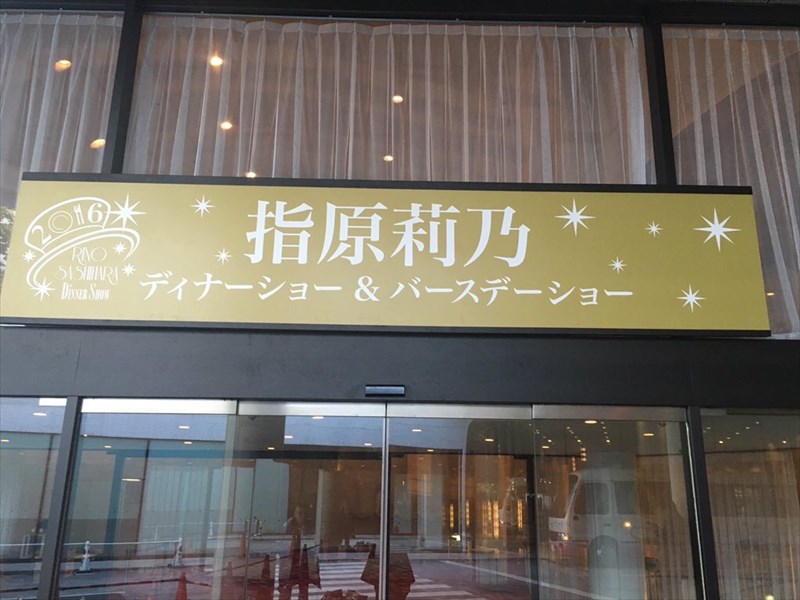 2016
RINO
SASHIHARA
DINNER SHOW
指原莉乃
ディナーショー & バースデーショー